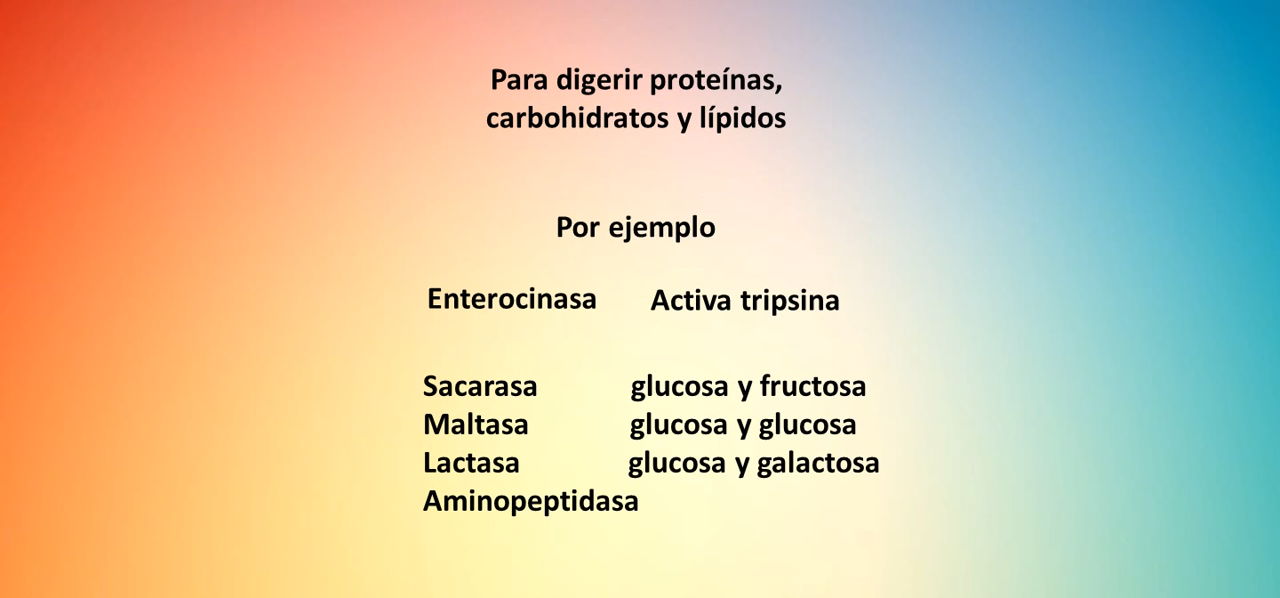 Para digerir proteínas,
carbohidratos y lípidos
Por ejemplo
Enterocinasa Activa tripsina
Sacarasa glucosa y fructosa
Maltasa glucosa y glucosa
Lactasa glucosa y galactosa
Aminopeptidasa